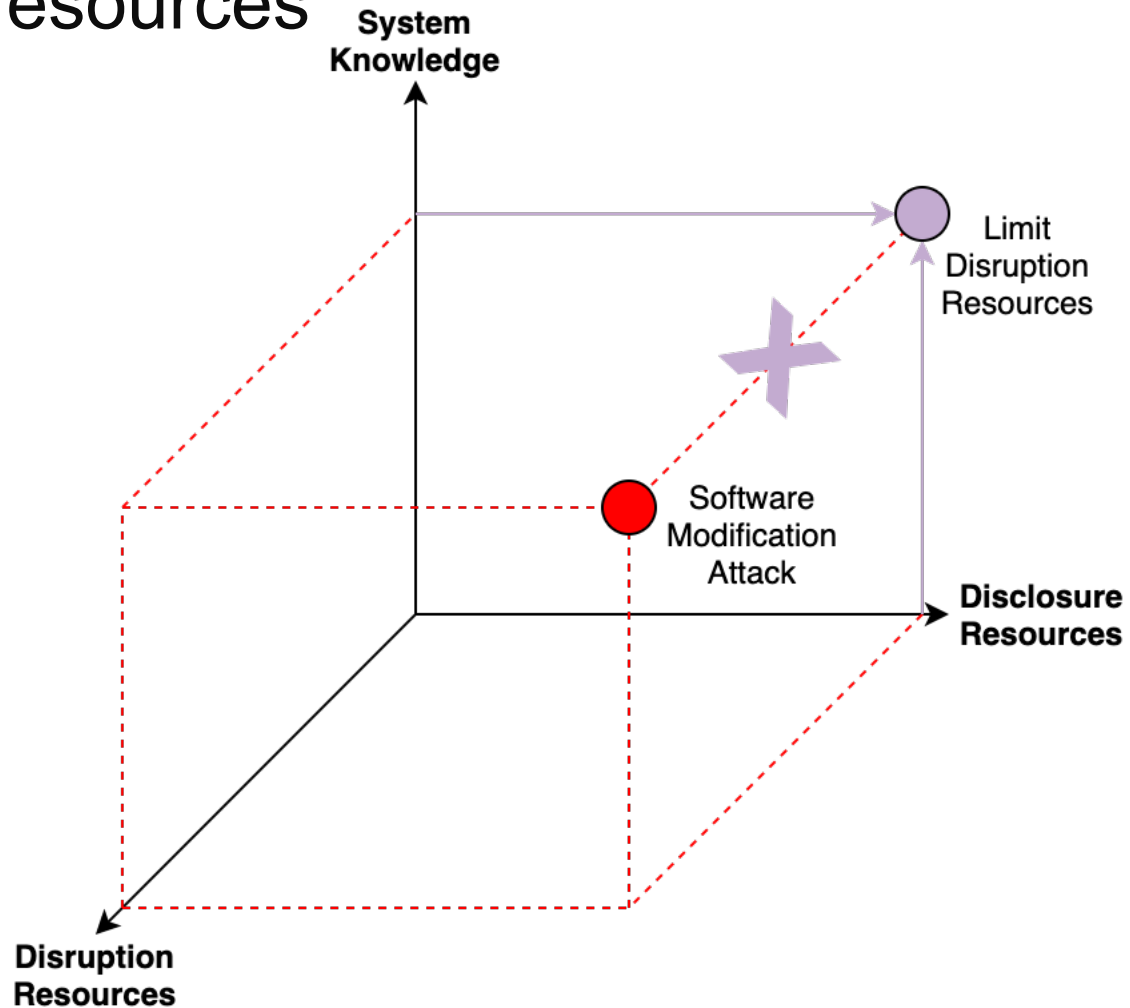 esources
System
Knowledge
Limit
Disruption
Resources
Software
Modification
Attack
Disclosure
Resources
Disruption
Resources